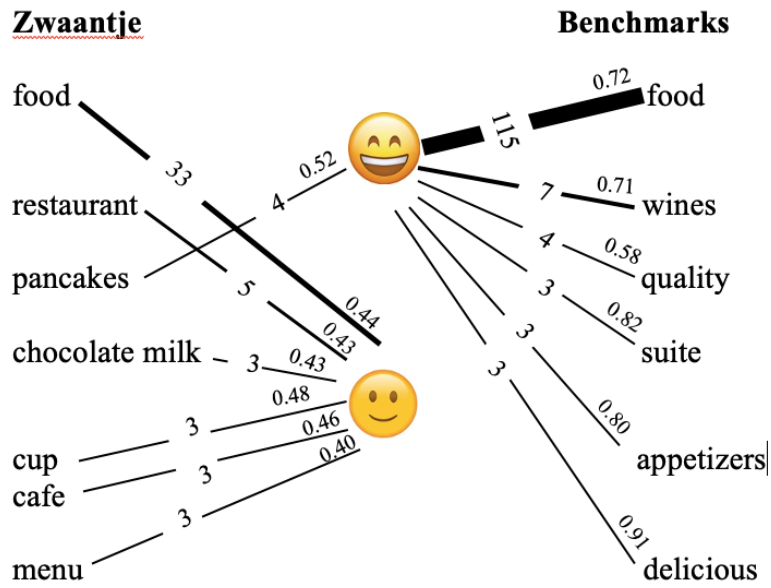 Zwaantje
Benchmarks
food
33
0.44
restaurant
5
0.43
pancakes
4
0.52
chocolate milk
3
0.43
cup
3
0.48
cafe
3
0.46
menu
3
0.40
115
0.72
food
7
0.71
wines
4
0.58
quality
3
0.82
suite
3
0.80
appetizers
3
0.91
delicious